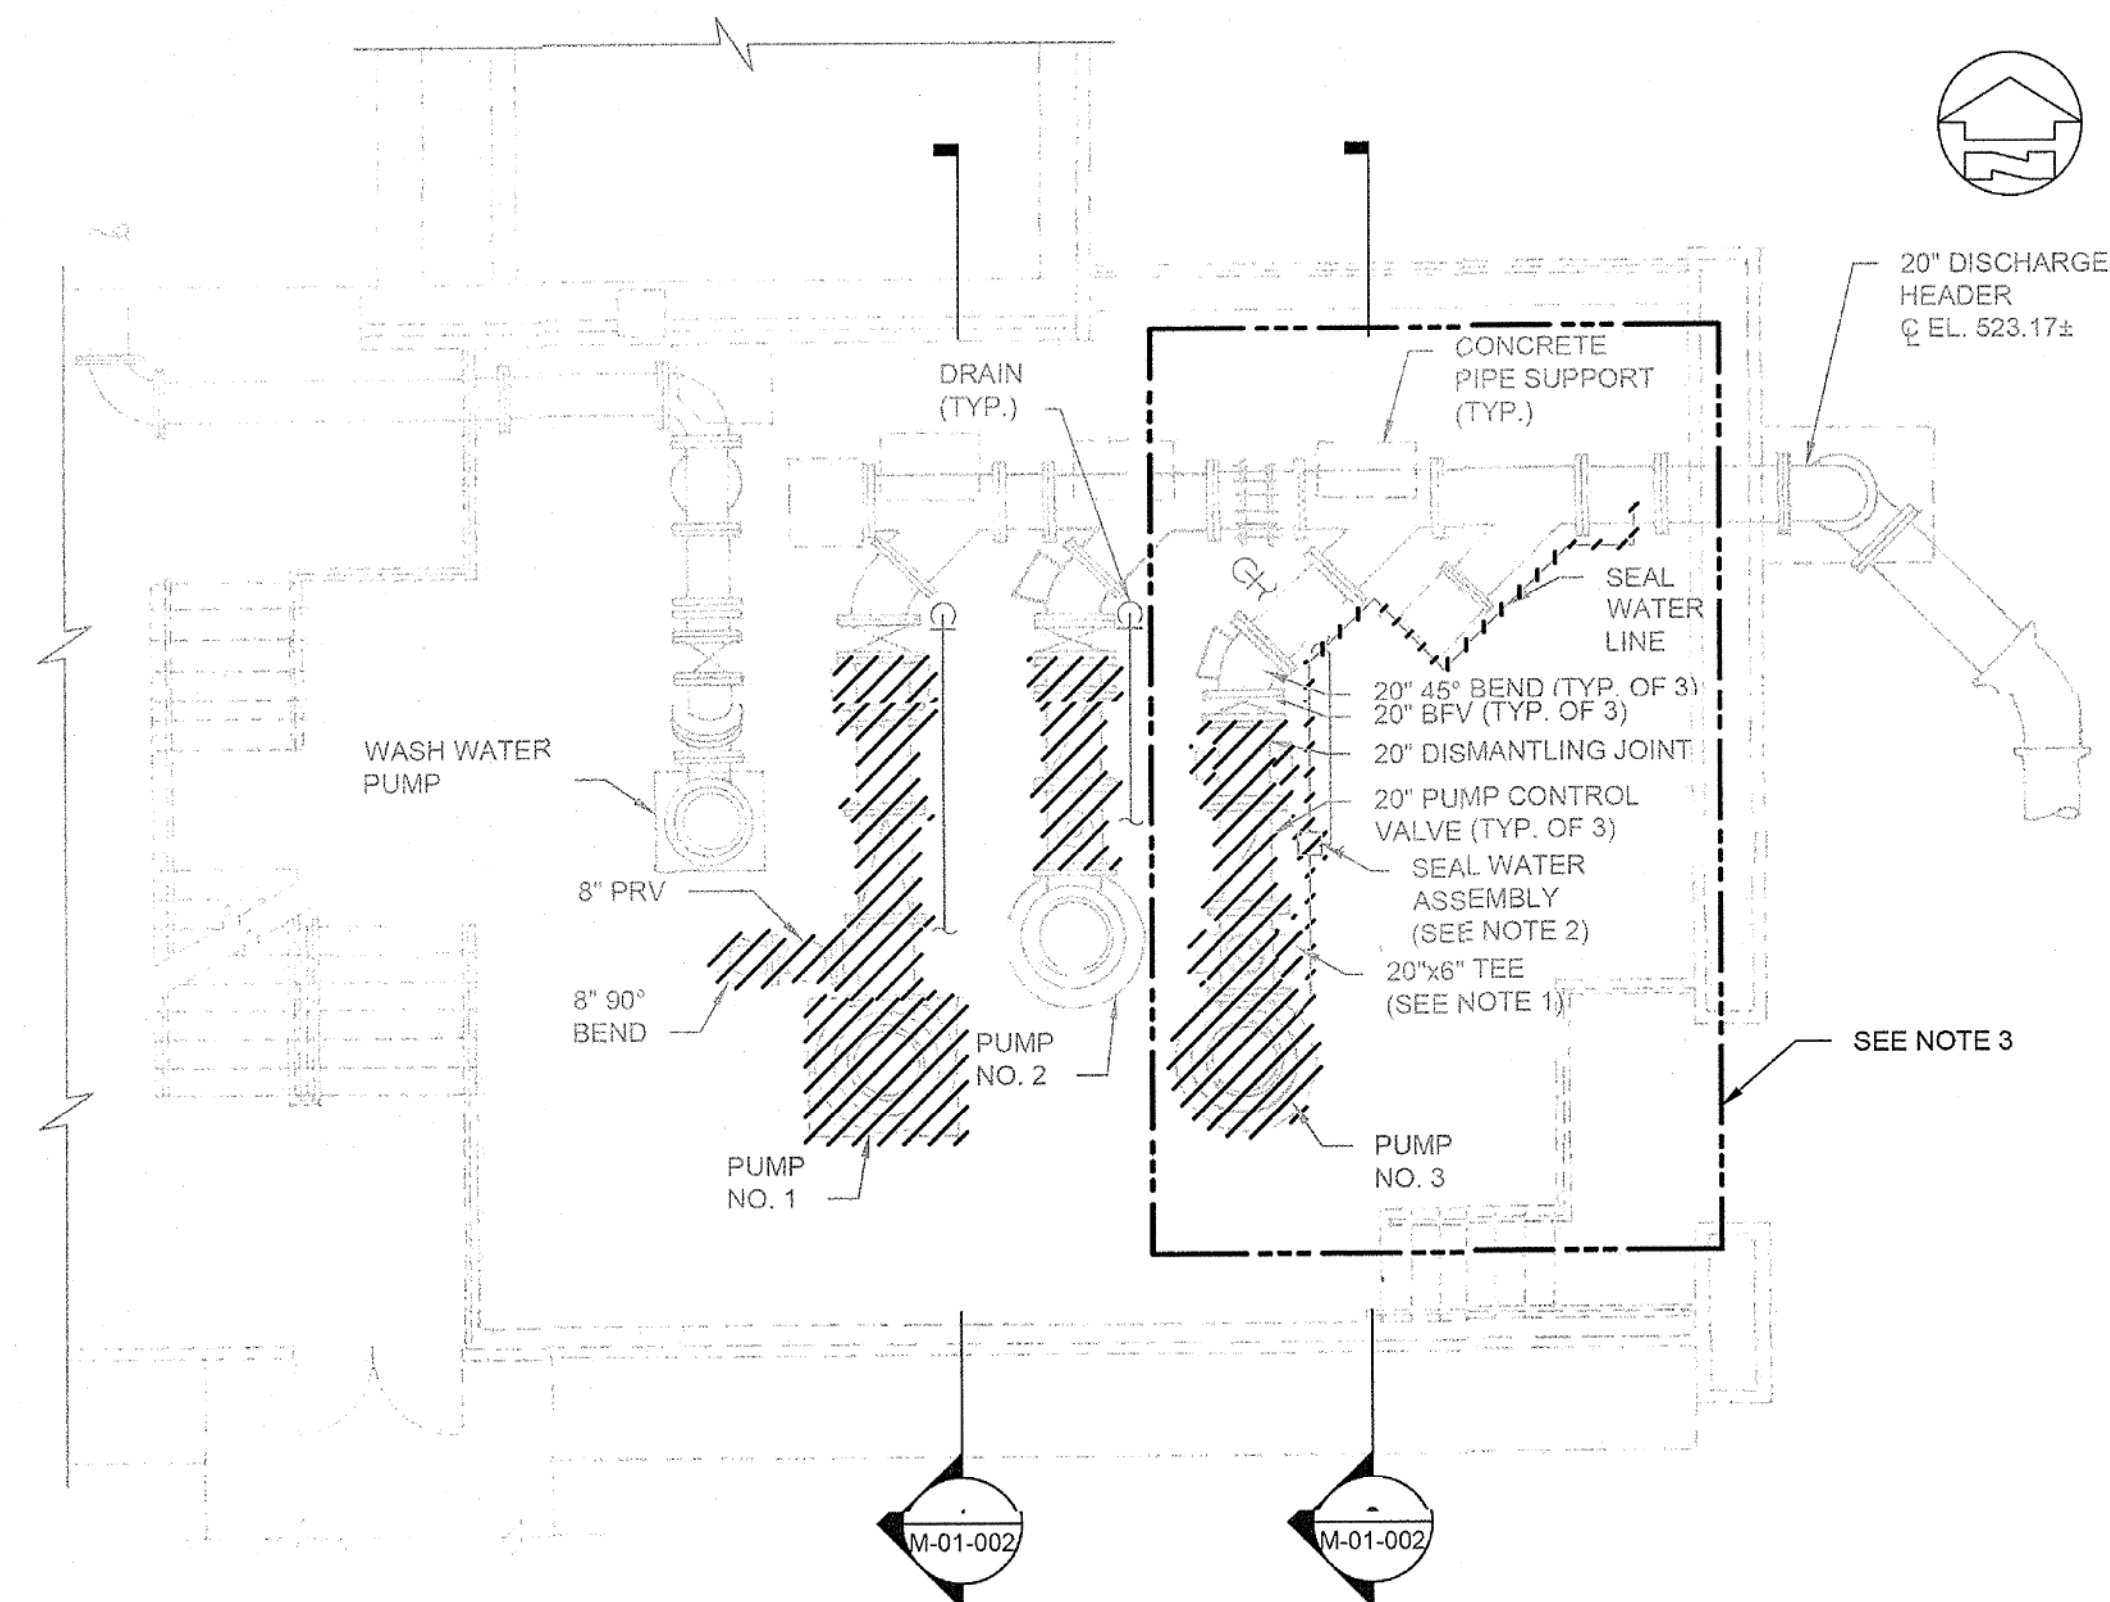 20" DISCHARGE
HEADER
℄ EL. 523.17±
CONCRETE
PIPE SUPPORT
(TYP.)
DRAIN
(TYP.)
SEAL
WATER
LINE
20" 45° BEND (TYP. OF 3)
20" BFV (TYP. OF 3)
20" DISMANTLING JOINT
20" PUMP CONTROL
VALVE (TYP. OF 3)
SEAL WATER
ASSEMBLY
(SEE NOTE 2)
20"x6" TEE
(SEE NOTE 1)
WASH WATER
PUMP
8" PRV
8" 90°
BEND
PUMP
NO. 2
SEE NOTE 3
PUMP
NO. 1
PUMP
NO. 3
M-01-002
M-01-002